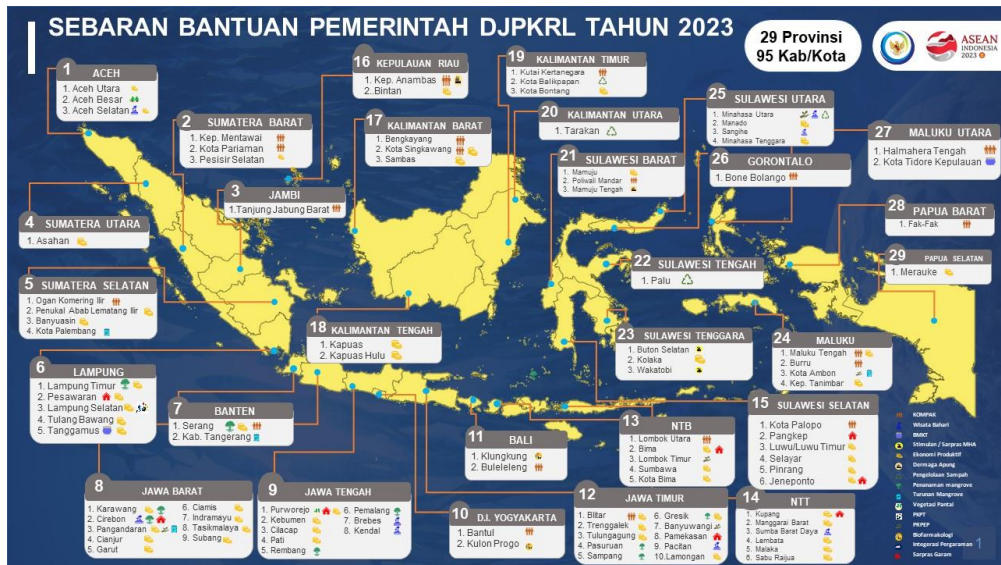 SEBARAN BANTUAN PEMERINTAH DJPKRL TAHUN 2023
29 Provinsi
95 Kab/Kota
ASEAN
INDONESIA
2023
1 ACEH
1. Aceh Utara
2. Aceh Besar
3. Aceh Selatan
2 SUMATERA BARAT
1. Kep. Mentawai
2. Kota Pariaman
3. Pesisir Selatan
3 JAMBI
1.Tanjung Jabung Barat
4 SUMATERA UTARA
1. Asahan
5 SUMATERA SELATAN
1. Ogan Komering Ilir
2. Penukal Abab Lematang Ilir
3. Banyuasin
4. Kota Palembang
6 LAMPUNG
1. Lampung Timur
2. Pesawaran
3. Lampung Selatan
4. Tulang Bawang
5. Tanggamus
7 BANTEN
1. Serang
2. Kab. Tangerang
8 JAWA BARAT
1. Karawang
2. Cirebon
3. Pangandaran
4. Cianjur
5. Garut
6. Ciamis
7. Indramayu
8. Tasikmalaya
9. Subang
9 JAWA TENGAH
1. Purworejo
2. Kebumen
3. Cilacap
4. Pati
5. Rembang
6. Pemalang
7. Brebes
8. Kendal
10 D.I. YOGYAKARTA
1. Bantul
2. Kulon Progo
11 BALI
1. Klungkung
2. Buleleleng
12 JAWA TIMUR
1. Blitar
2. Trenggalek
3. Tulungagung
4. Pasuruan
5. Sampang
6. Gresik
7. Banyuwangi
8. Pamekasan
9. Pacitan
10. Lamongan
13 NTB
1. Lombok Utara
2. Bima
3. Lombok Timur
4. Sumbawa
5. Kota Bima
14 NTT
1. Kupang
2. Manggarai Barat
3. Sumba Barat Daya
4. Lembata
5. Malaka
6. Sabu Raijua
15 SULAWESI SELATAN
1. Kota Palopo
2. Pangkep
3. Luwu/Luwu Timur
4. Selayar
5. Pinrang
6. Jeneponto
16 KEPULAUAN RIAU
1. Kep. Anambas
2. Bintan
17 KALIMANTAN BARAT
1. Bengkayang
2. Kota Singkawang
3. Sambas
18 KALIMANTAN TENGAH
1. Kapuas
2. Kapuas Hulu
19 KALIMANTAN TIMUR
1. Kutai Kertanegara
2. Kota Balikpapan
3. Kota Bontang
20 KALIMANTAN UTARA
1. Tarakan
21 SULAWESI BARAT
1. Mamuju
2. Poliwali Mandar
3. Mamuju Tengah
22 SULAWESI TENGAH
1. Palu
23 SULAWESI TENGGARA
1. Buton Selatan
2. Kolaka
3. Wakatobi
24 MALUKU
1. Maluku Tengah
2. Burru
3. Kota Ambon
4. Kep. Tanimbar
25 SULAWESI UTARA
1. Minahasa Utara
2. Manado
3. Sangihe
4. Minahasa Tenggara
26 GORONTALO
1. Bone Bolango
27 MALUKU UTARA
1. Halmahera Tengah
2. Kota Tidore Kepulauan
28 PAPUA BARAT
1. Fak-Fak
29 PAPUA SELATAN
1. Merauke
KOMPAK
Wisata Bahari
BMKT
Stimulan / Sarpras MHA
Ekonomi Produktif
Dermaga Apung
Pengelolaan Sampah
Penanaman mangrove
Turunan Mangrove
Vegetasi Pantai
PKPT
PRPEP
Biofarmakologi
Integerasi Pergaraman
Sarpras Garam
1